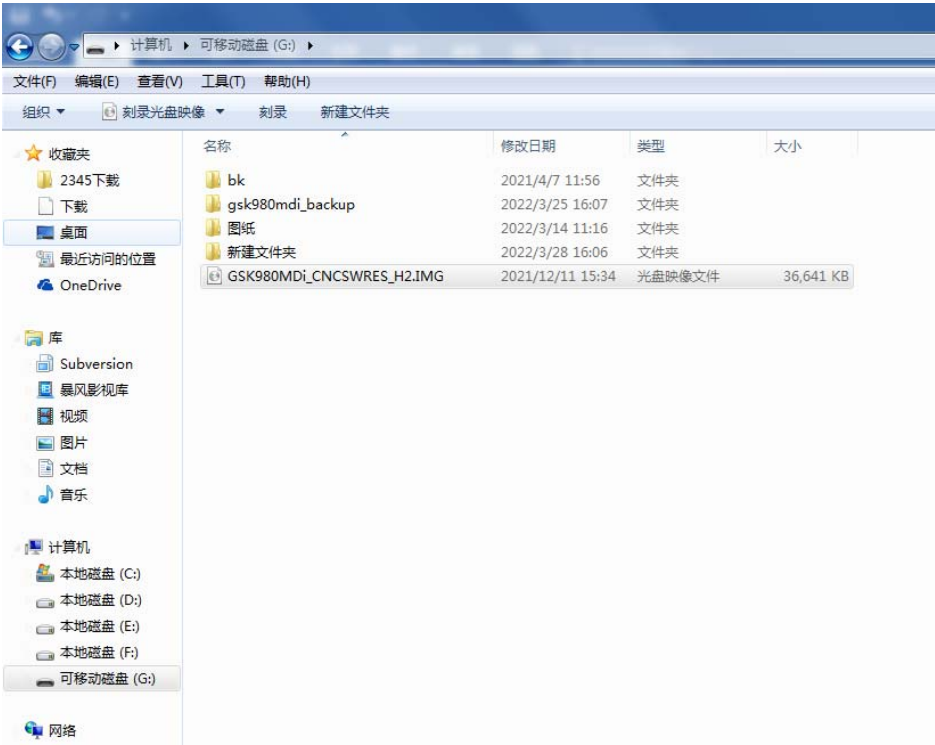 计算机 可移动磁盘 (G:)
文件(F) 编辑(E) 查看(V) 工具(T) 帮助(H)
组织 刻录光盘映像 刻录 新建文件夹
收藏夹
2345下载
下载
桌面
最近访问的位置
OneDrive
库
Subversion
暴风影视库
视频
图片
文档
音乐
计算机
本地磁盘 (C:)
本地磁盘 (D:)
本地磁盘 (E:)
本地磁盘 (F:)
可移动磁盘 (G:)
网络
名称 修改日期 类型 大小
bk 2021/4/7 11:56 文件夹
gsk980mdi_backup 2022/3/25 16:07 文件夹
图纸 2022/3/14 11:16 文件夹
新建文件夹 2022/3/28 16:06 文件夹
GSK980MDi_CNCSWRES_H2.IMG 2021/12/11 15:34 光盘映像文件 36,641 KB